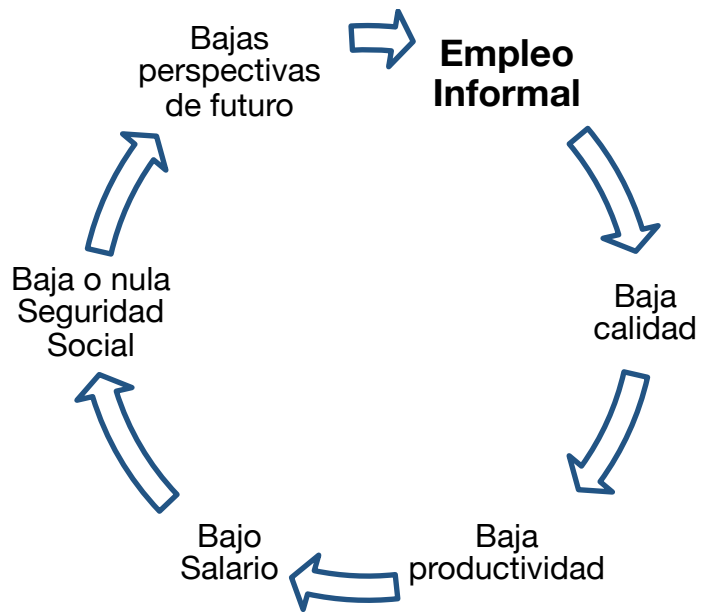 Bajas
perspectivas
de futuro
Empleo
Informal
Baja
calidad
Baja
productividad
Bajo
Salario
Baja o nula
Seguridad
Social